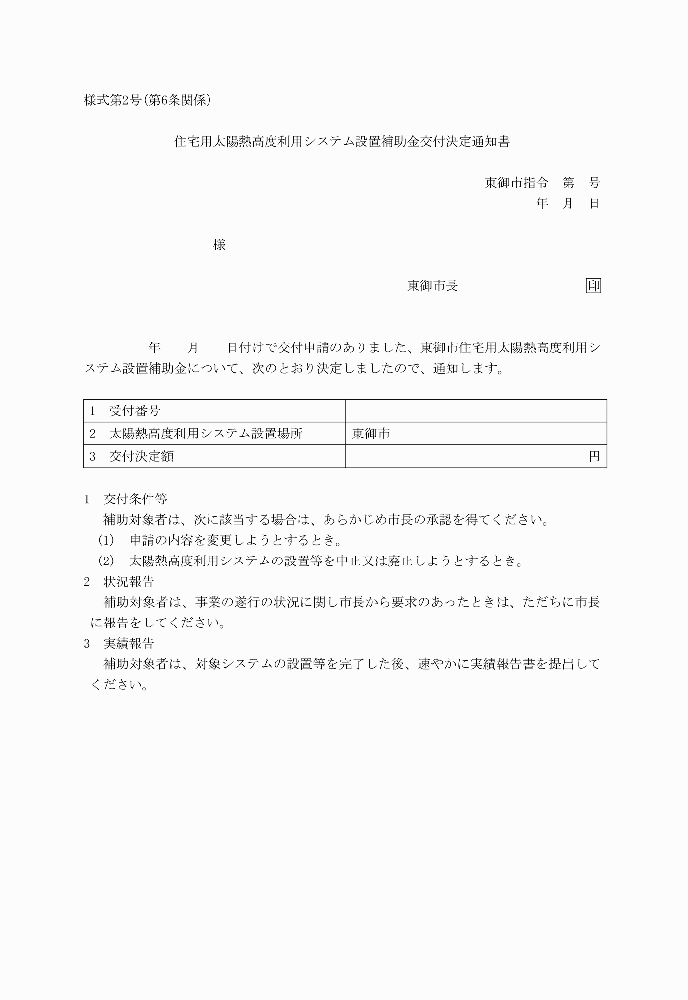 様式第2号(第6条関係)
住宅用太陽熱高度利用システム設置補助金交付決定通知書
東御市指令　第　号
年　月　日
様
東御市長　　　　　　　　　　印
年　　月　　日付けで交付申請のありました、東御市住宅用太陽熱高度利用シ
ステム設置補助金について、次のとおり決定しましたので、通知します。
1　受付番号
2　太陽熱高度利用システム設置場所　東御市
3　交付決定額　円
1　交付条件等
補助対象者は、次に該当する場合は、あらかじめ市長の承認を得てください。
(1)　申請の内容を変更しようとするとき。
(2)　太陽熱高度利用システムの設置等を中止又は廃止しようとするとき。
2　状況報告
補助対象者は、事業の遂行の状況に関し市長から要求のあったときは、ただちに市長
に報告をしてください。
3　実績報告
補助対象者は、対象システムの設置等を完了した後、速やかに実績報告書を提出して
ください。